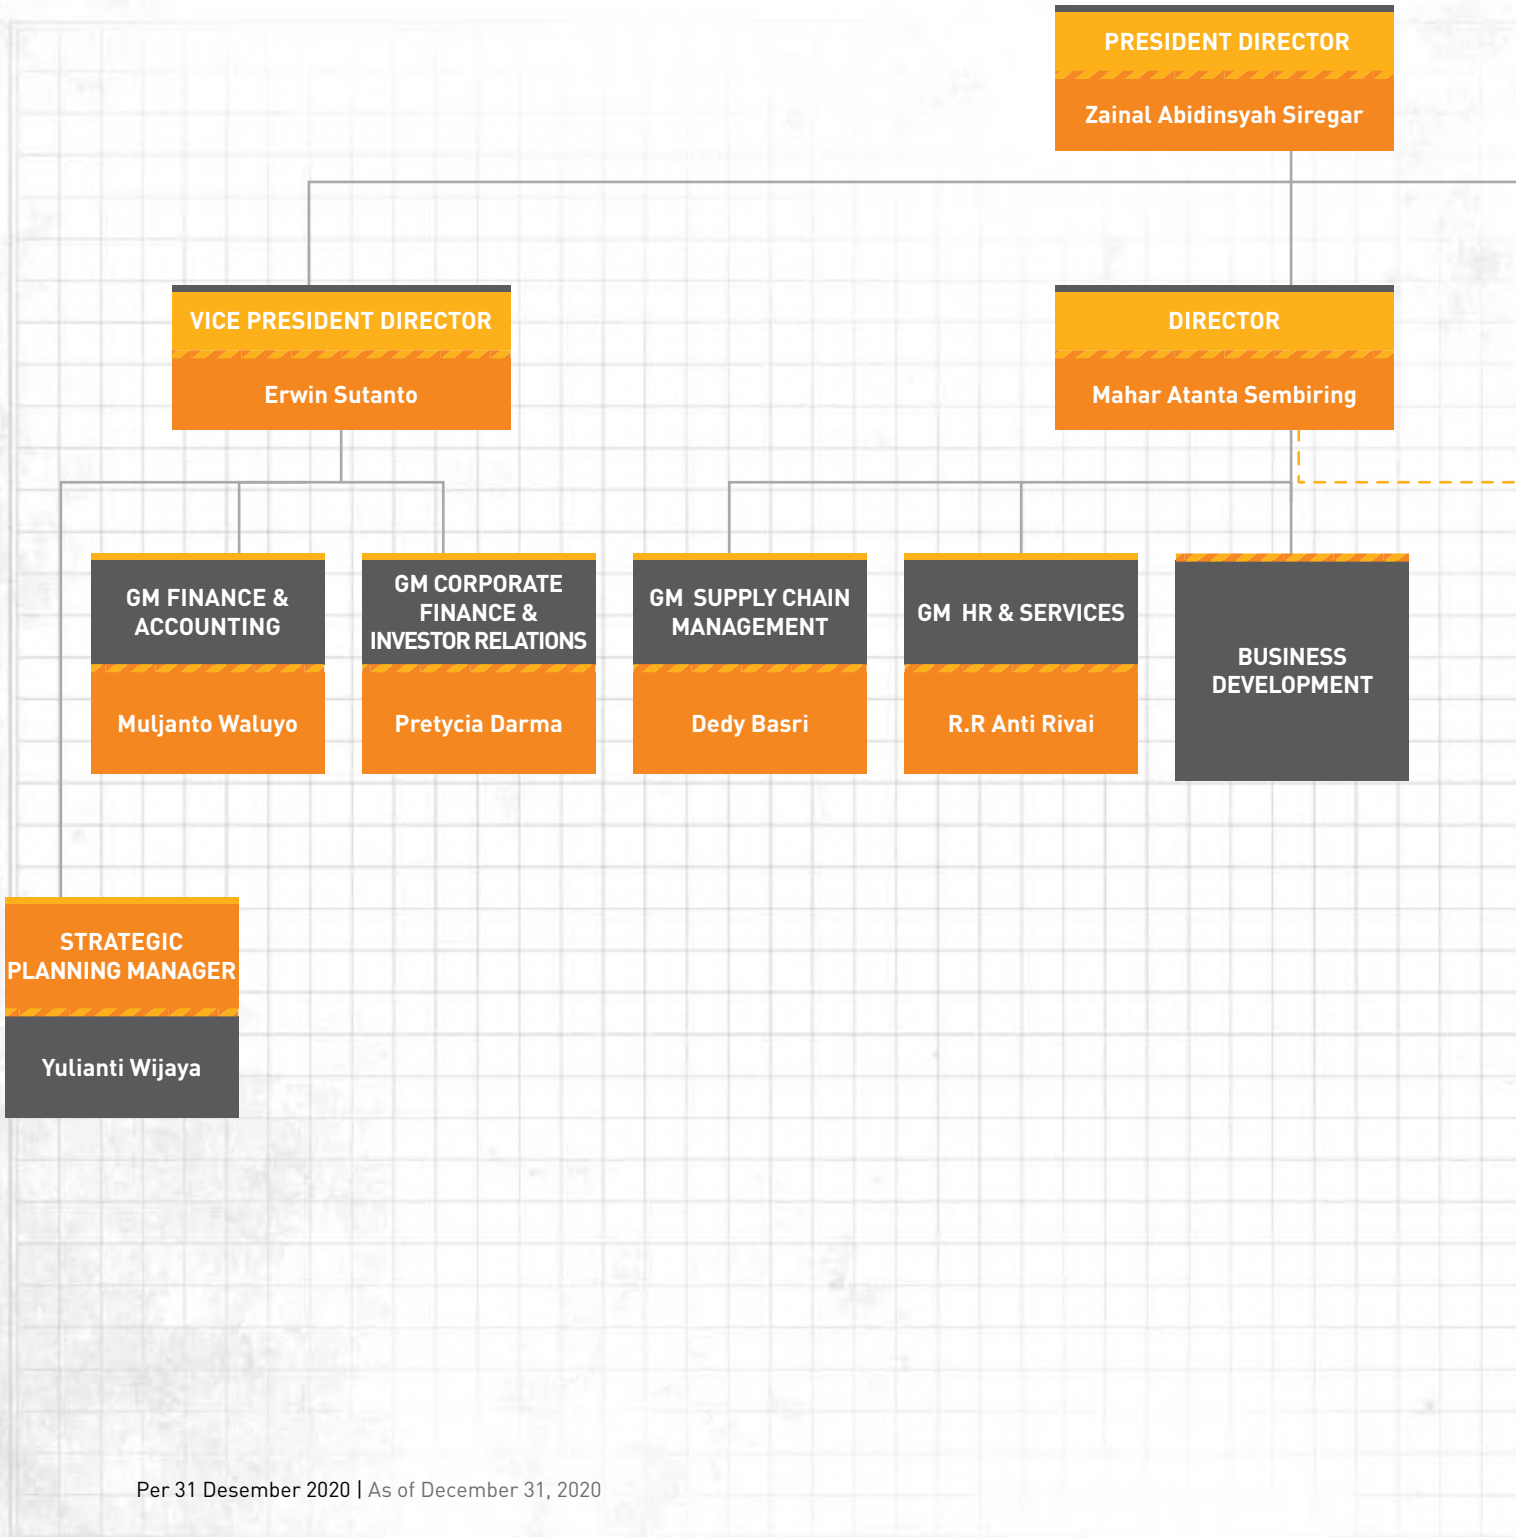 PRESIDENT DIRECTOR
Zainal Abidinsyah Siregar
VICE PRESIDENT DIRECTOR
Erwin Sutanto
DIRECTOR
Mahar Atanta Sembiring
GM FINANCE &
ACCOUNTING
Muljanto Waluyo
GM CORPORATE
FINANCE &
INVESTOR RELATIONS
Pretycia Darma
GM SUPPLY CHAIN
MANAGEMENT
Dedy Basri
GM HR & SERVICES
R.R Anti Rivai
BUSINESS
DEVELOPMENT
STRATEGIC
PLANNING MANAGER
Yulianti Wijaya
Per 31 Desember 2020 | As of December 31, 2020